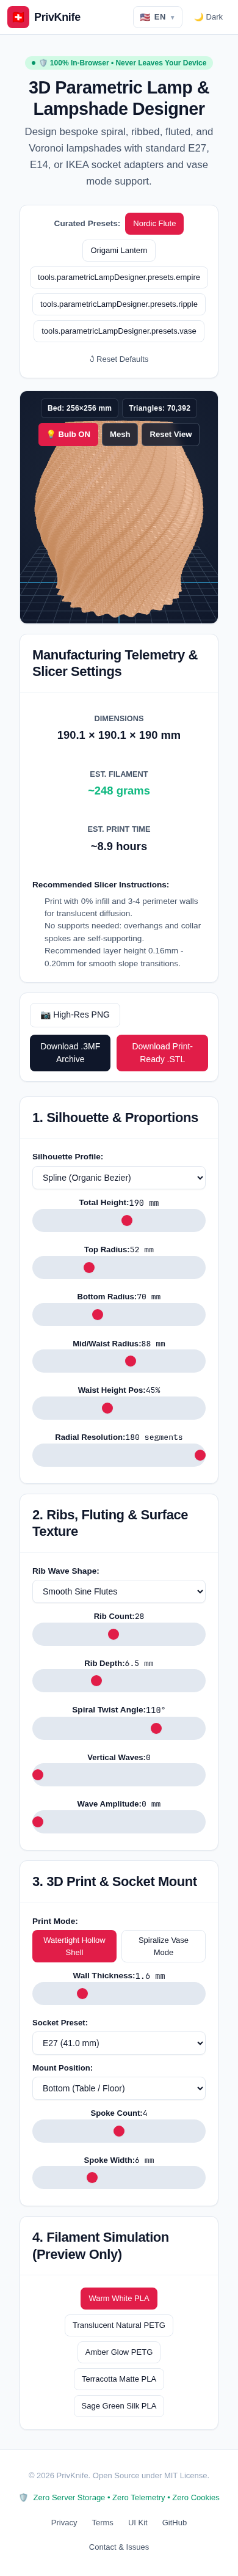 PrivKnife
🇨🇭
🇺🇸 EN ▼
🌙 Dark
🛡️ 100% In-Browser • Never Leaves Your Device
3D Parametric Lamp &
Lampshade Designer
Design bespoke spiral, ribbed, fluted, and
Voronoi lampshades with standard E27,
E14, or IKEA socket adapters and vase
mode support.
Curated Presets:
Nordic Flute
Origami Lantern
tools.parametricLampDesigner.presets.empire
tools.parametricLampDesigner.presets.ripple
tools.parametricLampDesigner.presets.vase
Reset Defaults
Bed: 256×256 mm
Triangles: 70,392
💡 Bulb ON
Mesh
Reset View
Manufacturing Telemetry &
Slicer Settings
DIMENSIONS
190.1 × 190.1 × 190 mm
EST. FILAMENT
~248 grams
EST. PRINT TIME
~8.9 hours
Recommended Slicer Instructions:
Print with 0% infill and 3-4 perimeter walls
for translucent diffusion.
No supports needed: overhangs and collar
spokes are self-supporting.
Recommended layer height 0.16mm -
0.20mm for smooth slope transitions.
📷 High-Res PNG
Download .3MF
Archive
Download Print-
Ready .STL
1. Silhouette & Proportions
Silhouette Profile:
Spline (Organic Bezier)
Total Height:190 mm
Top Radius:52 mm
Bottom Radius:70 mm
Mid/Waist Radius:88 mm
Waist Height Pos:45%
Radial Resolution:180 segments
2. Ribs, Fluting & Surface
Texture
Rib Wave Shape:
Smooth Sine Flutes
Rib Count:28
Rib Depth:6.5 mm
Spiral Twist Angle:110°
Vertical Waves:0
Wave Amplitude:0 mm
3. 3D Print & Socket Mount
Print Mode:
Watertight Hollow
Shell
Spiralize Vase
Mode
Wall Thickness:1.6 mm
Socket Preset:
E27 (41.0 mm)
Mount Position:
Bottom (Table / Floor)
Spoke Count:4
Spoke Width:6 mm
4. Filament Simulation
(Preview Only)
Warm White PLA
Translucent Natural PETG
Amber Glow PETG
Terracotta Matte PLA
Sage Green Silk PLA
© 2026 PrivKnife. Open Source under MIT License.
🛡️ Zero Server Storage • Zero Telemetry • Zero Cookies
Privacy
Terms
UI Kit
GitHub
Contact & Issues